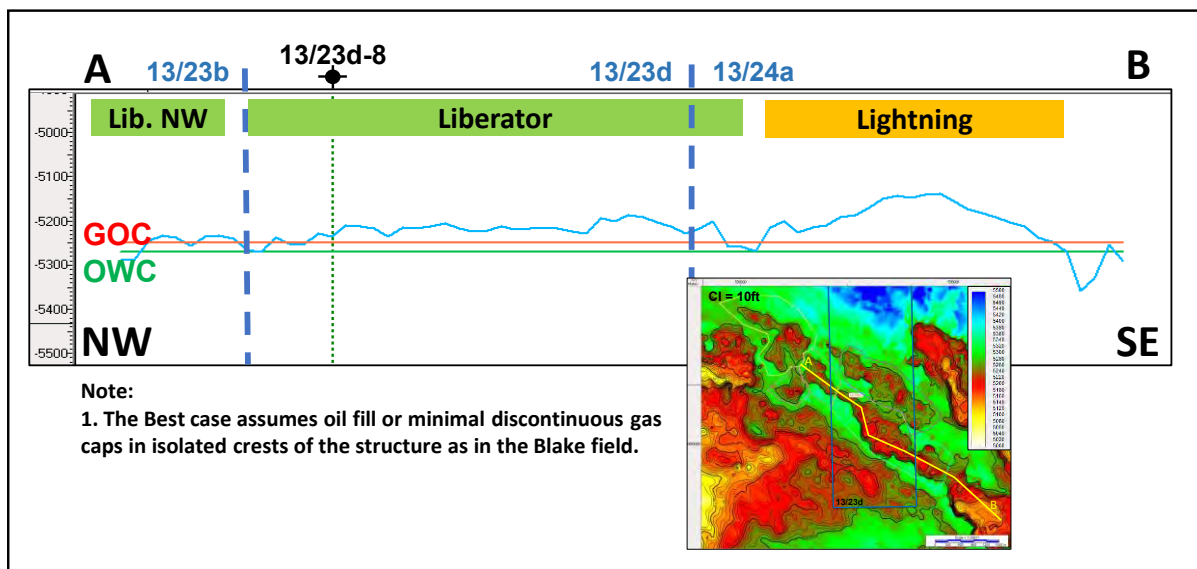 A
13/23b
13/23d-8
13/23d
13/24a
B
Lib. NW
Liberator
Lightning
-5000
-5100
-5200
GOC
OWC
-5300
-5400
-5500
NW
SE
CI = 10ft
A
B
13/23d
Note:
1. The Best case assumes oil fill or minimal discontinuous gas
caps in isolated crests of the structure as in the Blake field.